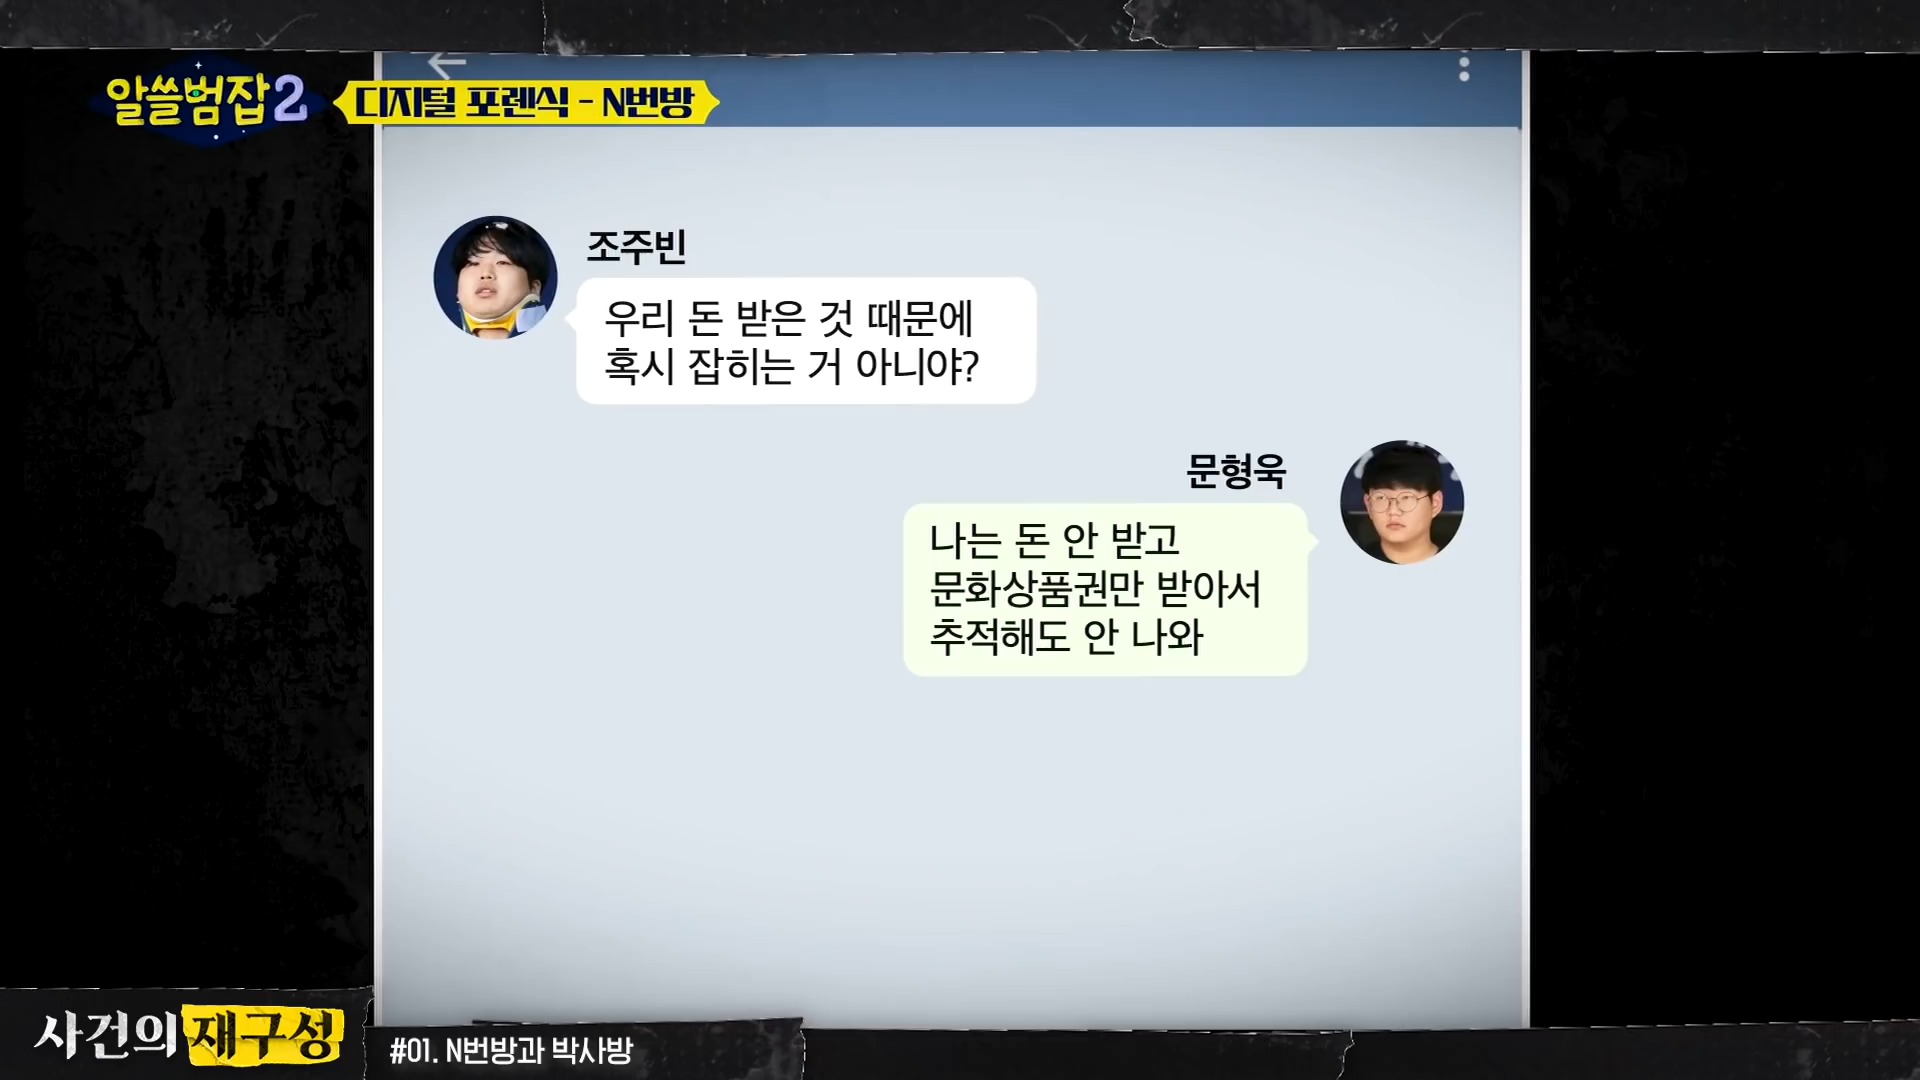 알쓸범잡2
디지털 포렌식 - N번방
조주빈
우리 돈 받은 것 때문에
혹시 잡히는 거 아니야?
문형욱
나는 돈 안 받고
문화상품권만 받아서
추적해도 안 나와
사건의 재구성
#01. N번방과 박사방